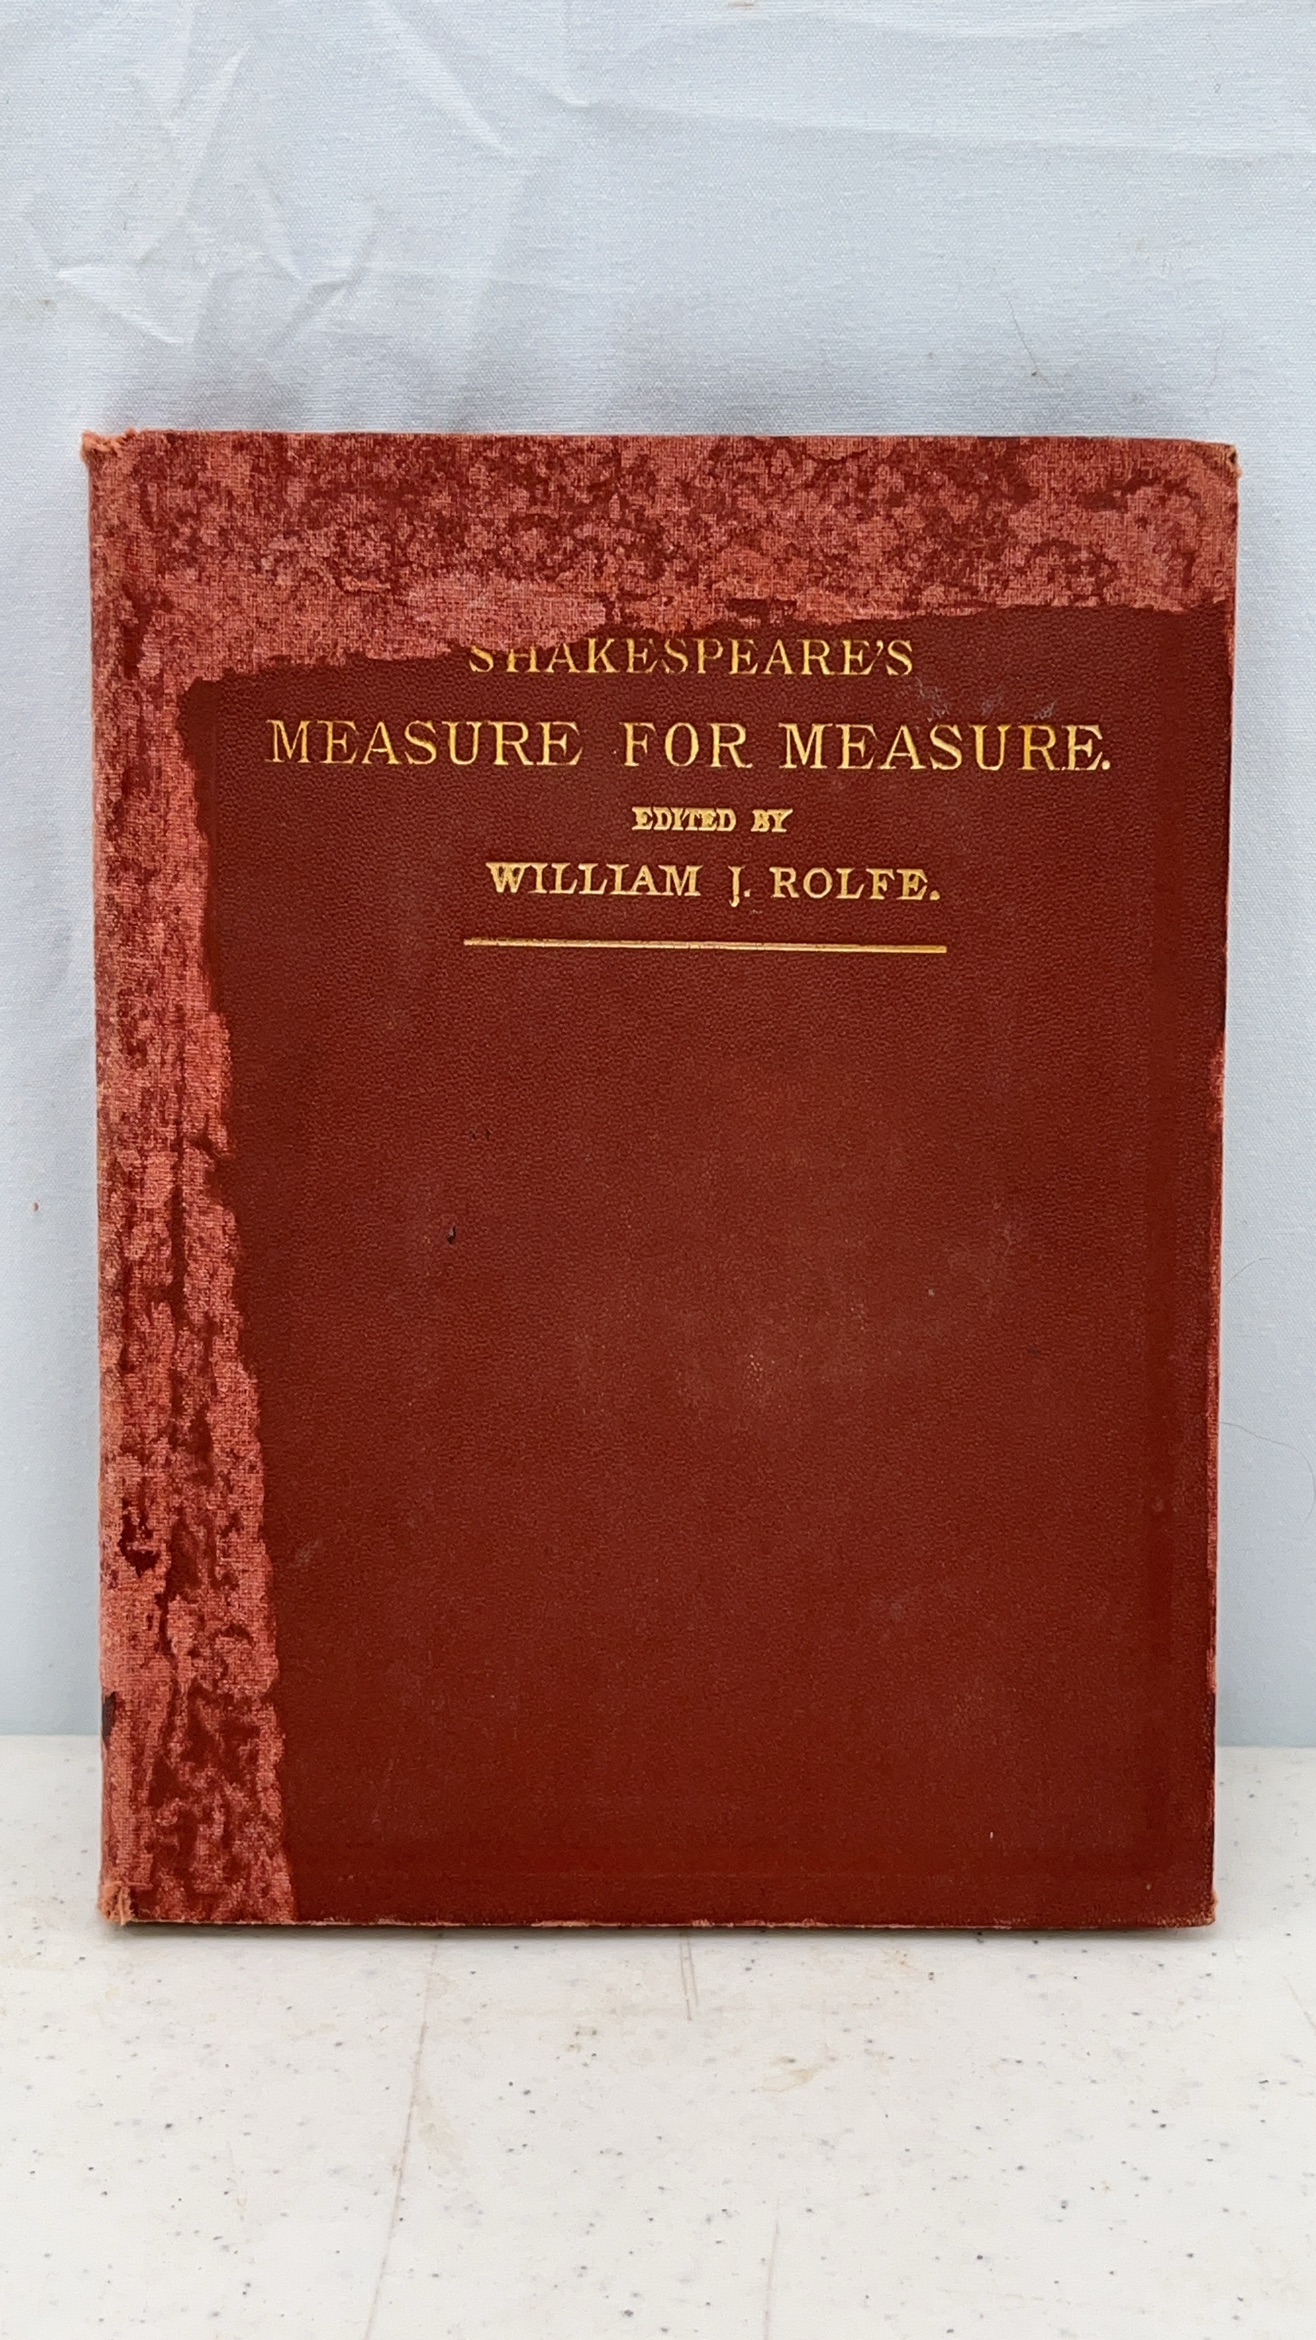 SHAKESPEARE'S
MEASURE FOR MEASURE.
EDITED BY
WILLIAM J. ROLFE.